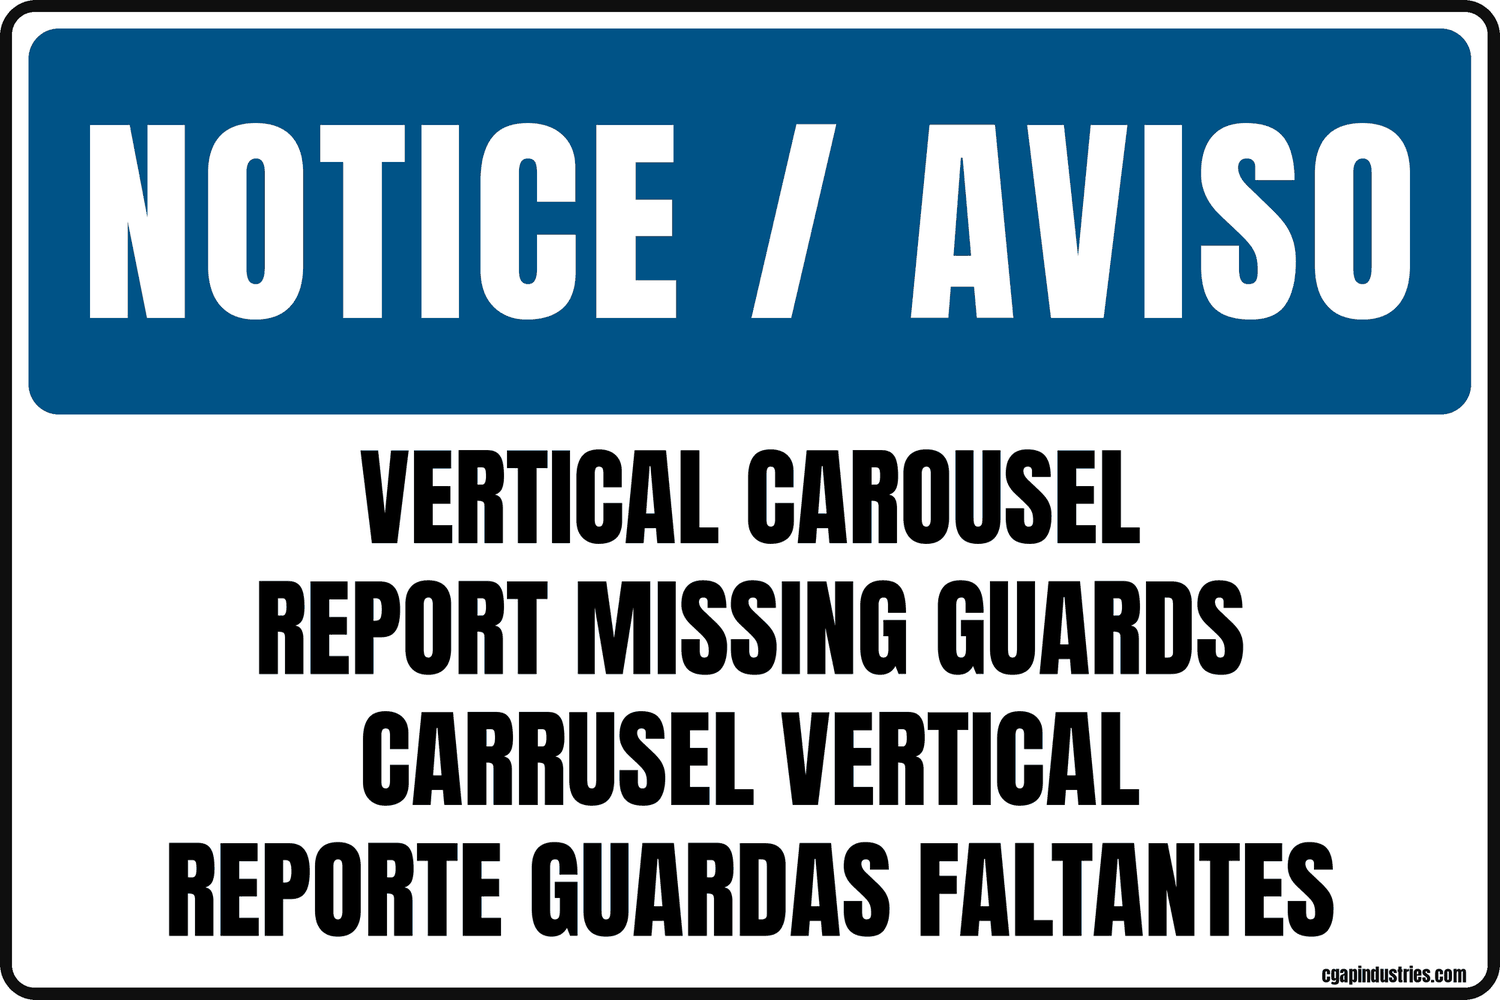 NOTICE / AVISO
VERTICAL CAROUSEL
REPORT MISSING GUARDS
CARRUSEL VERTICAL
REPORTE GUARDAS FALTANTES
cgapindustries.com